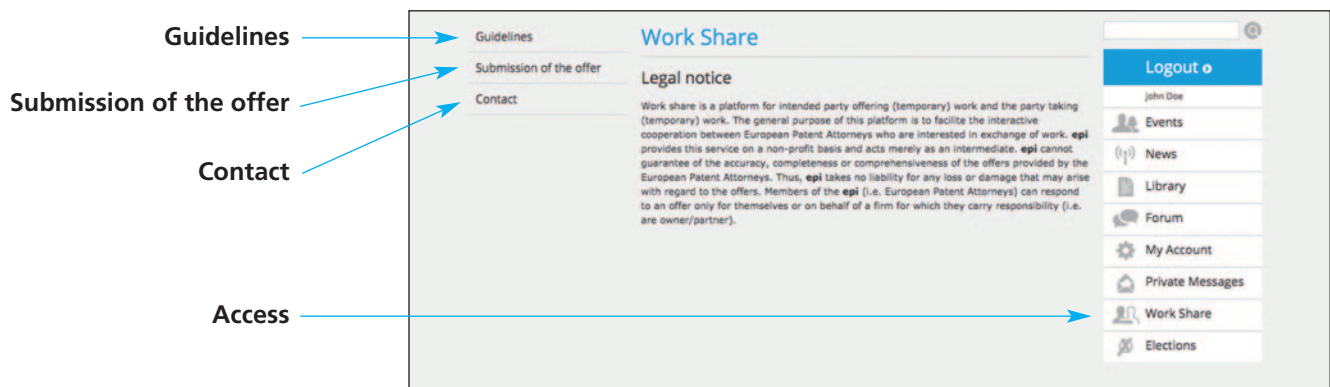 Guidelines
Submission of the offer
Contact
Access
Guidelines
Submission of the offer
Contact
Work Share
Legal notice
Work share is a platform for intended party offering (temporary) work and the party taking
(temporary) work. The general purpose of this platform is to facilite the interactive
cooperation between European Patent Attorneys who are interested in exchange of work. epi
provides this service on a non-profit basis and acts merely as an intermediate. epi cannot
guarantee of the accuracy, completeness or comprehensiveness of the offers provided by the
European Patent Attorneys. Thus, epi takes no liability for any loss or damage that may arise
with regard to the offers. Members of the epi (i.e. European Patent Attorneys) can respond
to an offer only for themselves or on behalf of a firm for which they carry responsibility (i.e.
are owner/partner).
Logout
John Doe
Events
News
Library
Forum
My Account
Private Messages
Work Share
Elections